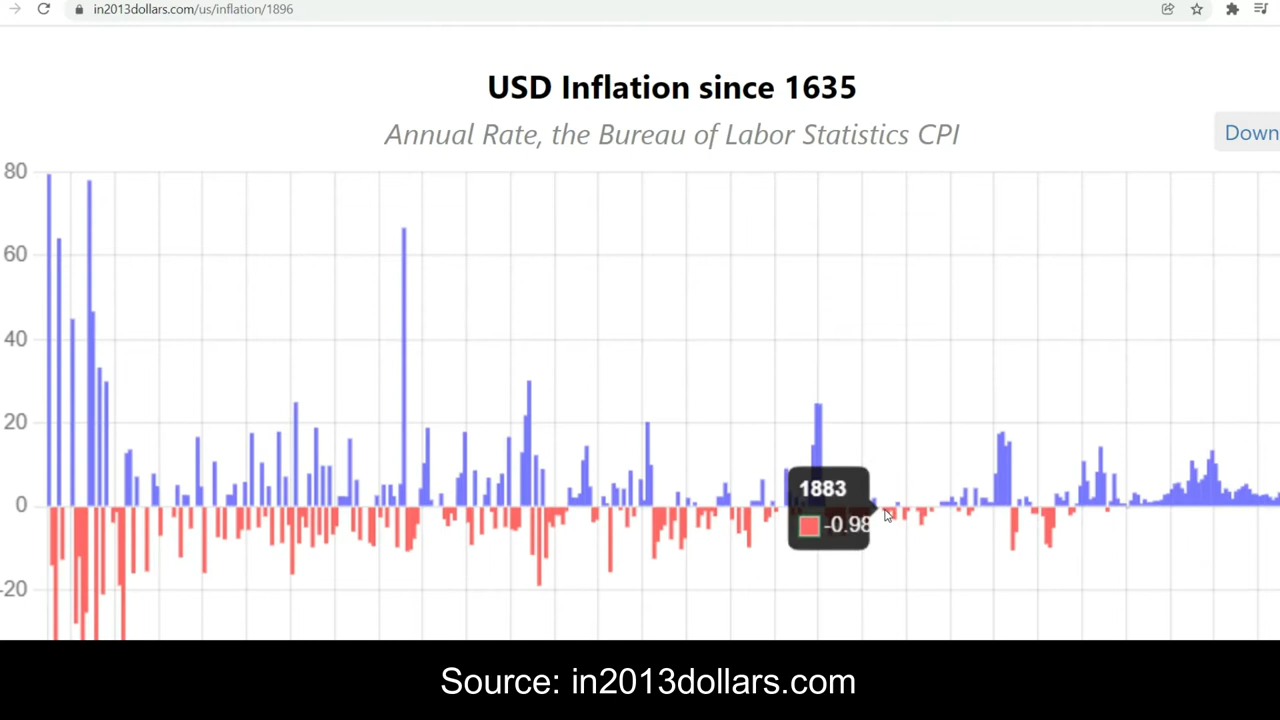 in2013dollars.com/us/inflation/1896
USD Inflation since 1635
Annual Rate, the Bureau of Labor Statistics CPI
Down
80
60
40
20
0
-20
1883
-0.98
Source: in2013dollars.com